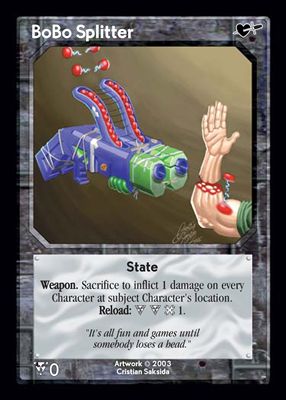 BoBo Splitter
State
Weapon. Sacrifice to inflict 1 damage on every
Character at subject Character's location.
Reload: 1.
"It's all fun and games until
somebody loses a head."
0
Artwork © 2003
Cristian Saksida